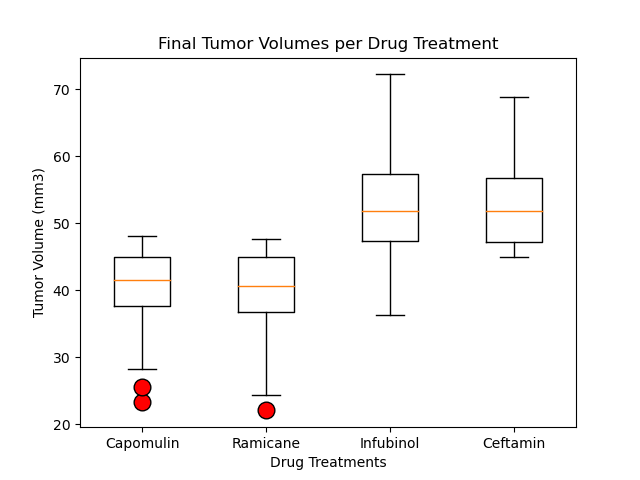 Final Tumor Volumes per Drug Treatment
Tumor Volume (mm3)
70
60
50
40
30
20
Capomulin Ramicane Infubinol Ceftamin
Drug Treatments